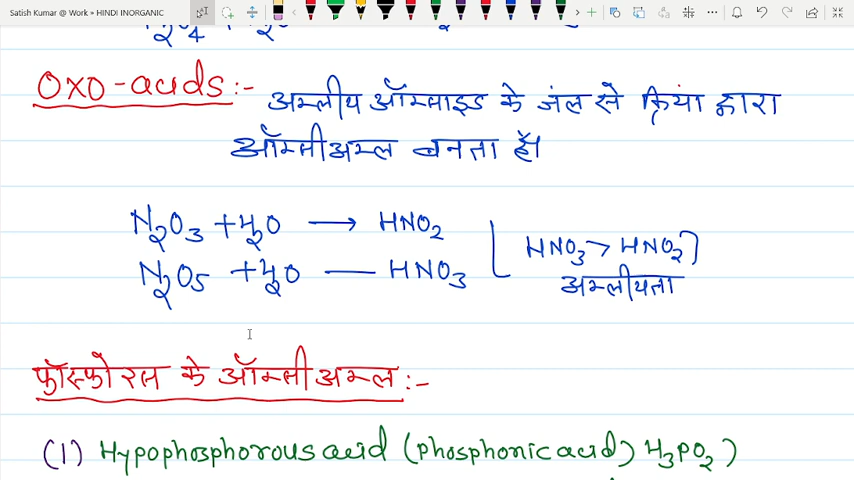 Satish Kumar @ Work » HINDI INORGANIC
Oxo-acids:-
अम्लीय ऑक्साइड के जल से क्रिया द्वारा
ऑक्सीअम्ल बनता है।
N₂O₃ + H₂O ⟶ HNO₂
N₂O₅ + H₂O — HNO₃
[HNO₃ > HNO₂]
अम्लीयता
फॉस्फोरस के ऑक्सीअम्ल:-
(1) Hypophosphorous acid (phosphonic acid) H₃PO₂)